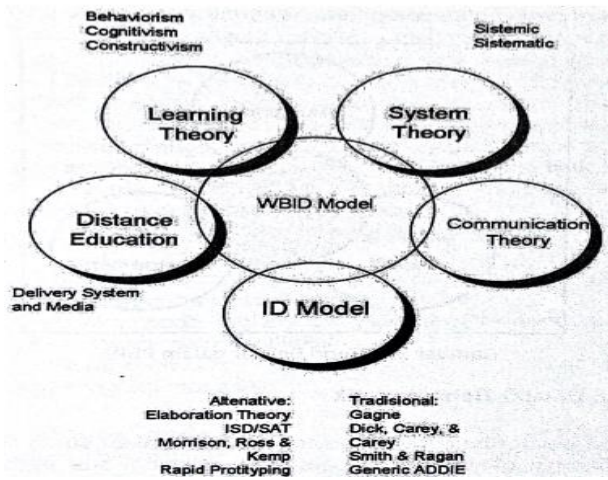 Behaviorism
Cognitivism
Constructivism
Sistemic
Sistematic
Learning
Theory
System
Theory
WBID Model
Distance
Education
Communication
Theory
Delivery System
and Media
ID Model
Altenative:
Elaboration Theory
ISD/SAT
Morrison, Ross &
Kemp
Rapid Protityping
Tradisional:
Gagne
Dick, Carey, &
Carey
Smith & Ragan
Generic ADDIE